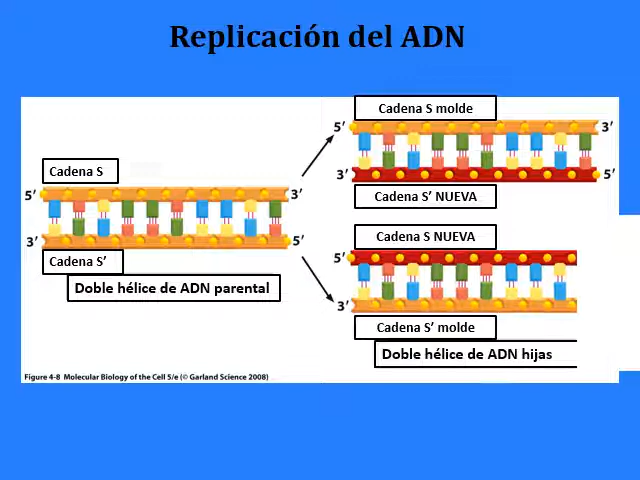 Replicación del ADN
Cadena S molde
5’ 3’
3’ 5’
Cadena S’ NUEVA
Cadena S
5’ 3’
3’ 5’
Cadena S’
Doble hélice de ADN parental
Cadena S NUEVA
5’
3’
Cadena S’ molde
Doble hélice de ADN hijas
Figure 4-8 Molecular Biology of the Cell 5/e (© Garland Science 2008)